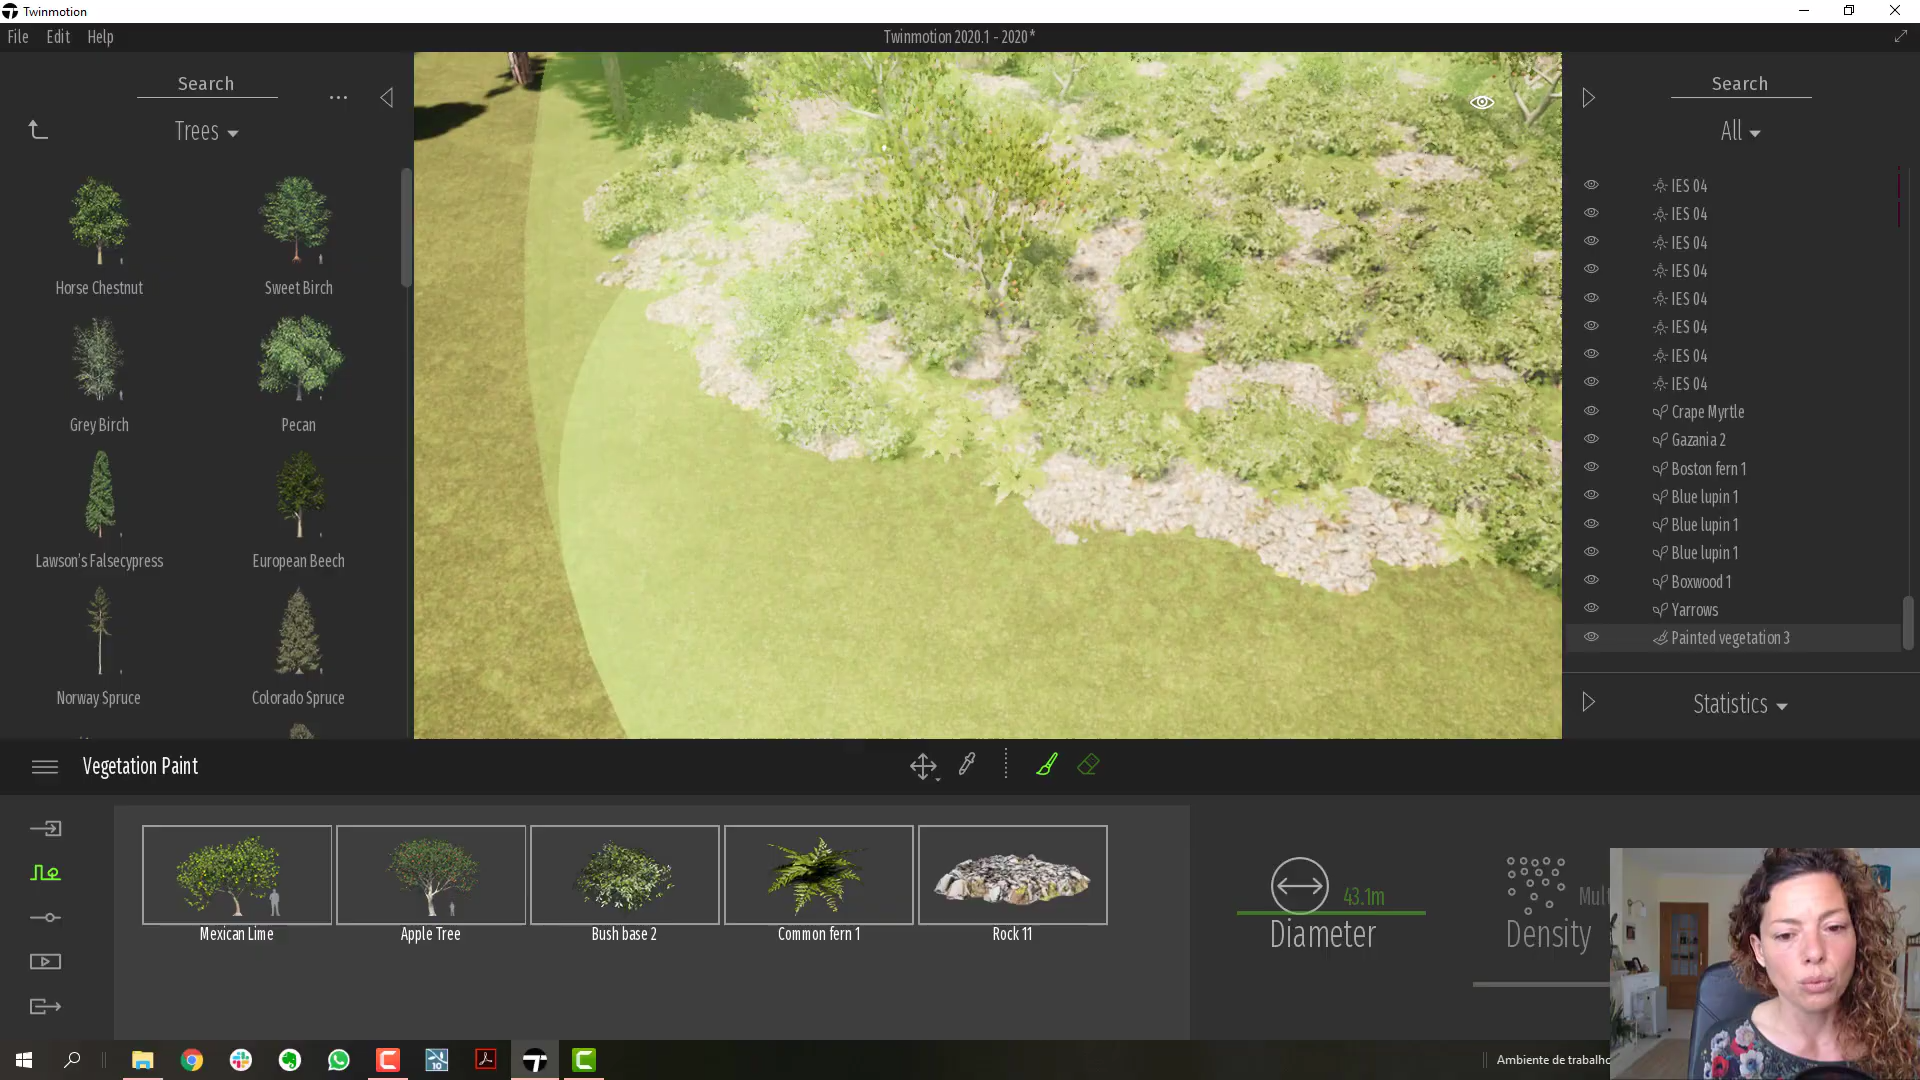 Twinmotion
File Edit Help
Twinmotion 2020.1 - 2020*
Search
...
Trees
Horse Chestnut
Sweet Birch
Grey Birch
Pecan
Lawson's Falsecypress
European Beech
Norway Spruce
Colorado Spruce
Search
All
IES 04
IES 04
IES 04
IES 04
IES 04
IES 04
IES 04
IES 04
Crape Myrtle
Gazania 2
Boston fern 1
Blue lupin 1
Blue lupin 1
Blue lupin 1
Boxwood 1
Yarrows
Painted vegetation 3
Statistics
Vegetation Paint
Mexican Lime
Apple Tree
Bush base 2
Common fern 1
Rock 11
43.1m
Diameter
Mult
Density
10
Ambiente de trabalho